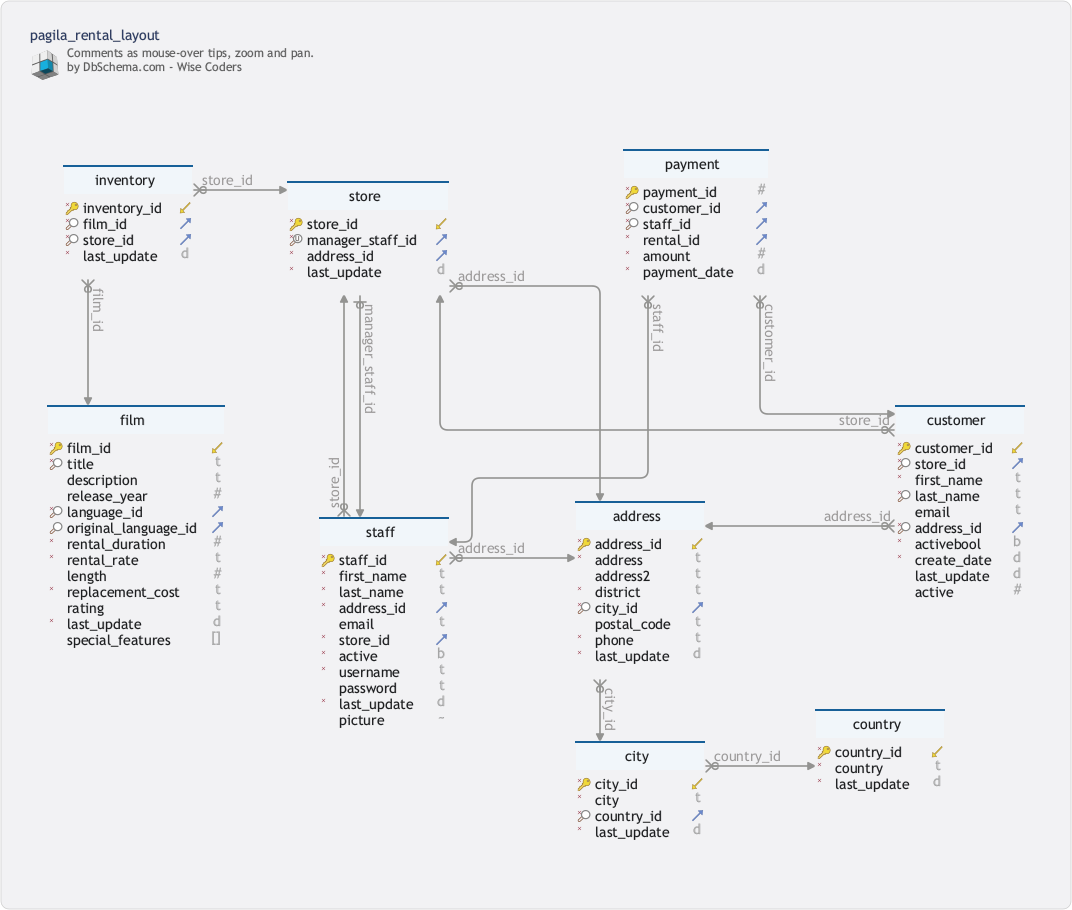 pagila_rental_layout
Comments as mouse-over tips, zoom and pan.
by DbSchema.com - Wise Coders
inventory
inventory_id
film_id
store_id
last_update d
store_id
film_id
store
store_id
manager_staff_id
address_id
last_update d
address_id
manager_staff_id
store_id
payment
payment_id #
customer_id
staff_id
rental_id
amount #
payment_date d
staff_id
customer_id
film
film_id
title t
description t
release_year #
language_id
original_language_id
rental_duration #
rental_rate t
length #
replacement_cost t
rating t
last_update d
special_features []
staff
staff_id
first_name t
last_name t
address_id
email t
store_id
active b
username t
password t
last_update d
picture ~
address_id
address
address_id
address t
address2 t
district t
city_id
postal_code t
phone t
last_update d
city_id
customer
customer_id
store_id
first_name t
last_name t
email t
address_id
activebool b
create_date d
last_update d
active #
store_id
address_id
city
city_id
city t
country_id
last_update d
country_id
country
country_id
country t
last_update d